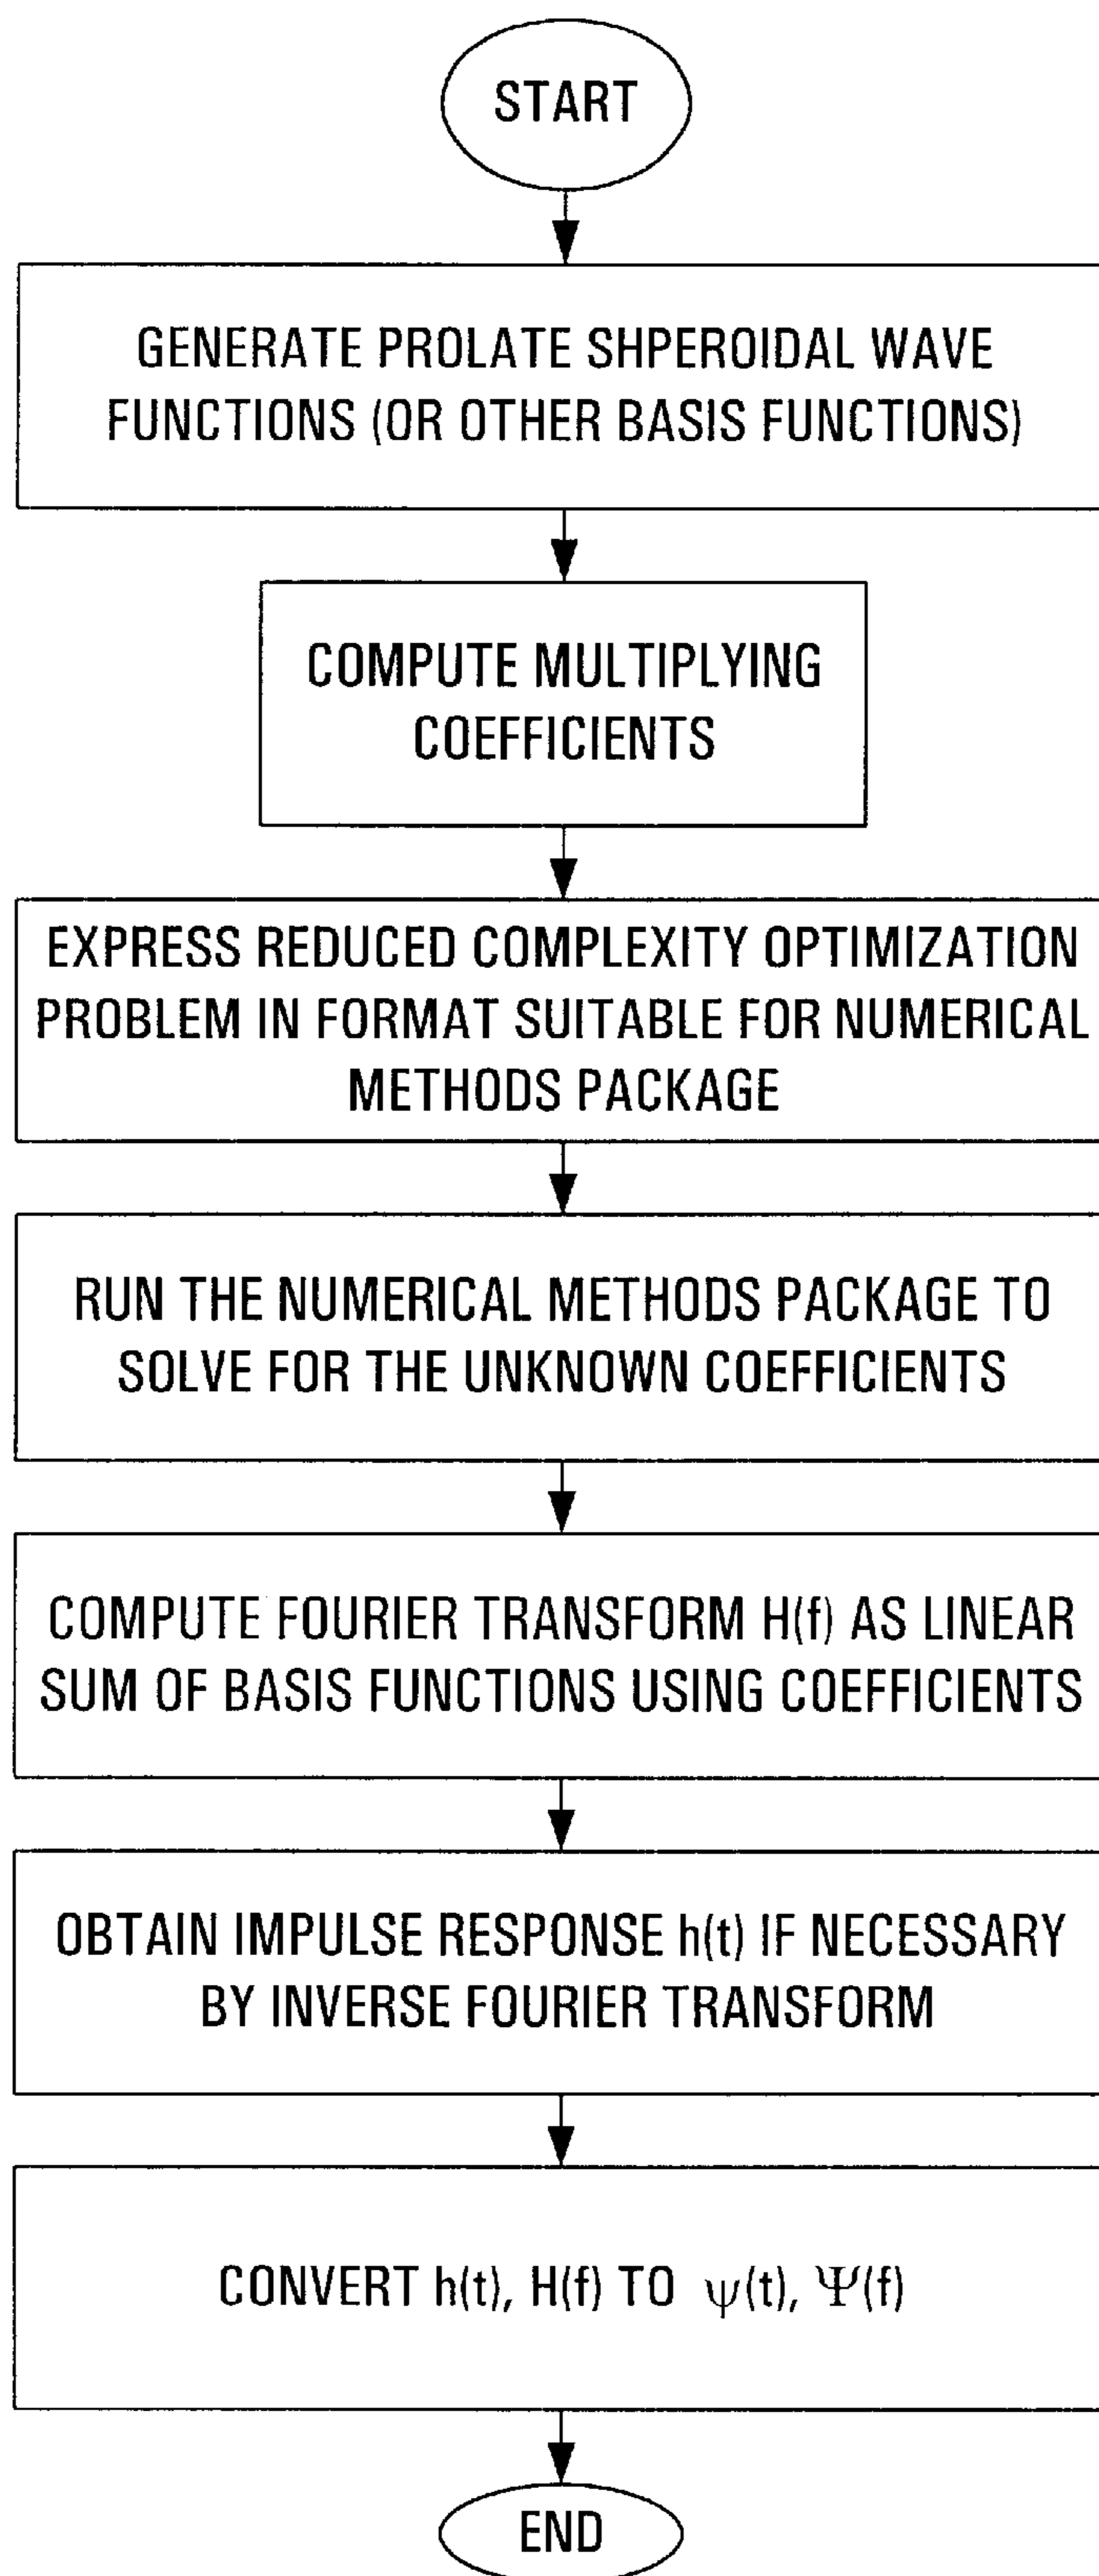 START
GENERATE PROLATE SHPEROIDAL WAVE
FUNCTIONS (OR OTHER BASIS FUNCTIONS)
COMPUTE MULTIPLYING
COEFFICIENTS
EXPRESS REDUCED COMPLEXITY OPTIMIZATION
PROBLEM IN FORMAT SUITABLE FOR NUMERICAL
METHODS PACKAGE
RUN THE NUMERICAL METHODS PACKAGE TO
SOLVE FOR THE UNKNOWN COEFFICIENTS
COMPUTE FOURIER TRANSFORM H(f) AS LINEAR
SUM OF BASIS FUNCTIONS USING COEFFICIENTS
OBTAIN IMPULSE RESPONSE h(t) IF NECESSARY
BY INVERSE FOURIER TRANSFORM
CONVERT h(t), H(f) TO ψ(t), Ψ(f)
END